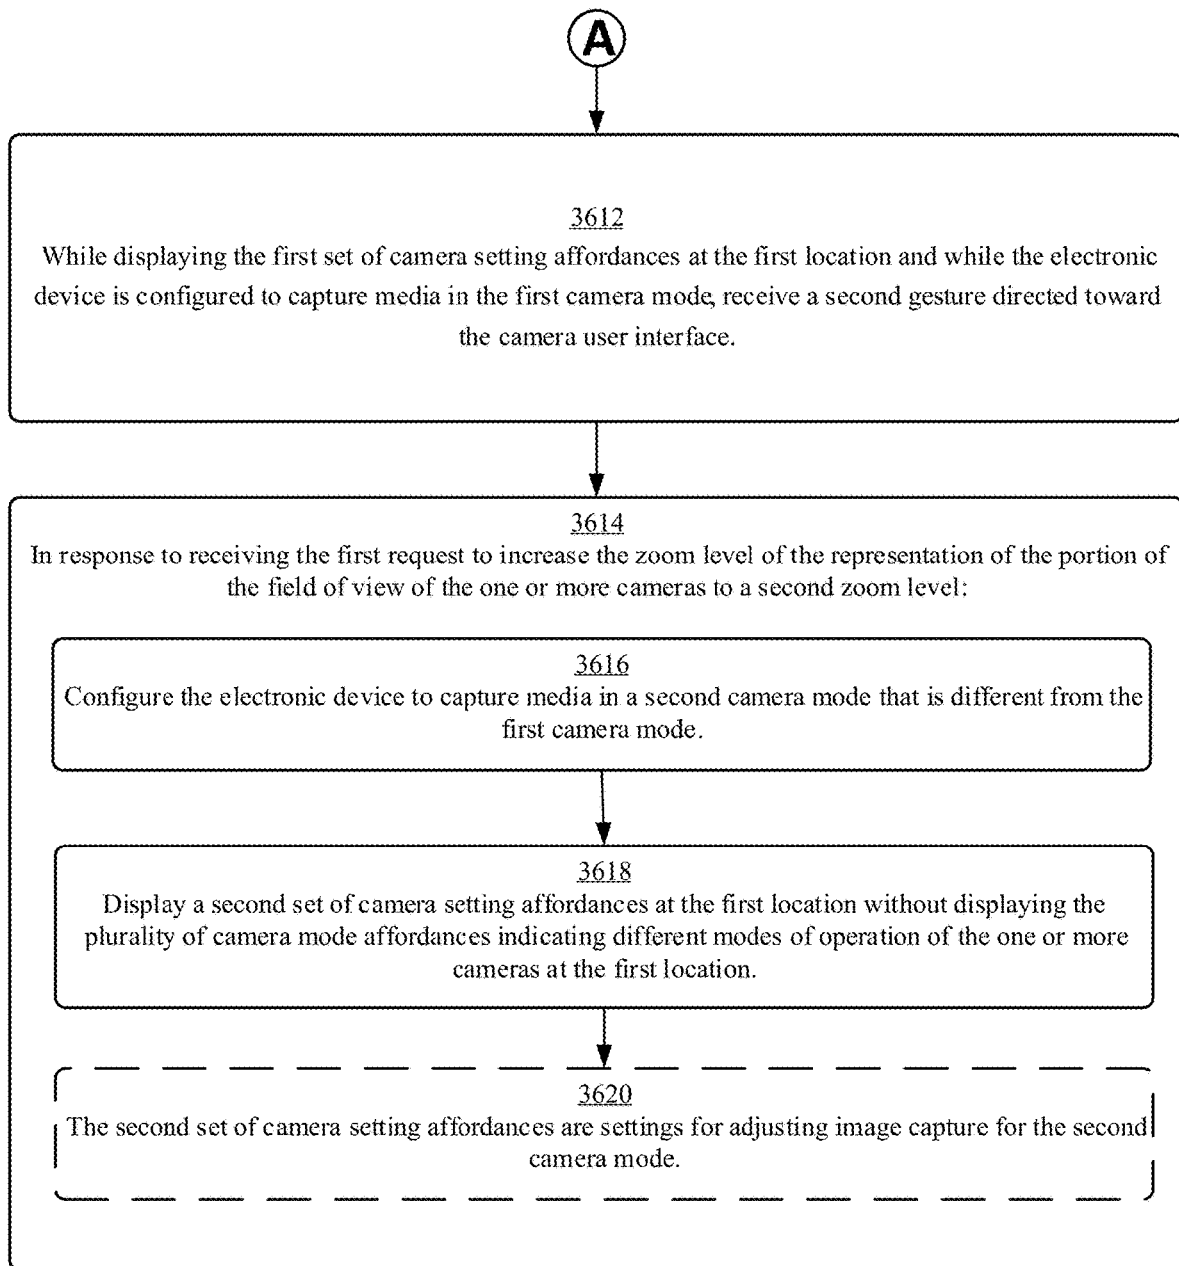 A
3612
While displaying the first set of camera setting affordances at the first location and while the electronic
device is configured to capture media in the first camera mode, receive a second gesture directed toward
the camera user interface.
3614
In response to receiving the first request to increase the zoom level of the representation of the portion of
the field of view of the one or more cameras to a second zoom level:
3616
Configure the electronic device to capture media in a second camera mode that is different from the
first camera mode.
3618
Display a second set of camera setting affordances at the first location without displaying the
plurality of camera mode affordances indicating different modes of operation of the one or more
cameras at the first location.
3620
The second set of camera setting affordances are settings for adjusting image capture for the second
camera mode.